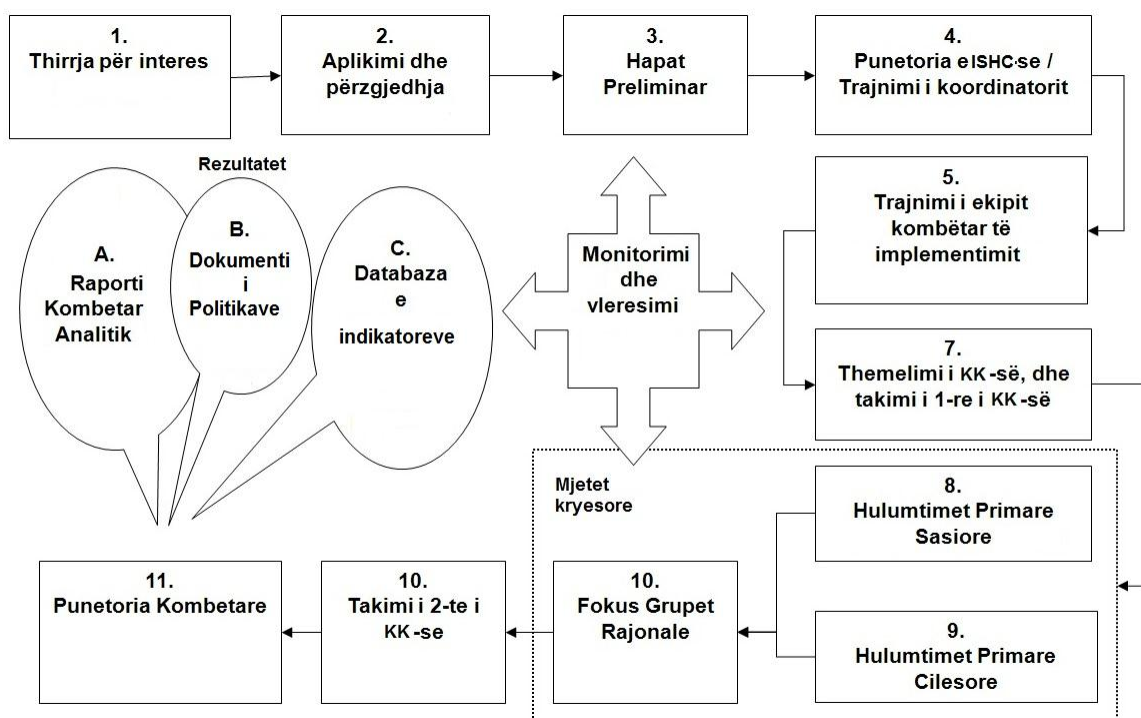 1.
Thirrja për interes
2.
Aplikimi dhe
përzgjedhja
3.
Hapat
Preliminar
4.
Punetoria e ISHC-se /
Trajnimi i koordinatorit
5.
Trajnimi i ekipit
kombëtar të
implementimit
Rezultatet
A.
Raporti
Kombetar
Analitik
B.
Dokumenti
i
Politikave
C.
Databaza
e
indikatoreve
Monitorimi
dhe
vleresimi
7.
Themelimi i KK-së, dhe
takimi i 1-re i KK-së
Mjetet
kryesore
8.
Hulumtimet Primare
Sasiore
9.
Hulumtimet Primare
Cilesore
10.
Fokus Grupet
Rajonale
10.
Takimi i 2-te i
KK-se
11.
Punetoria Kombetare